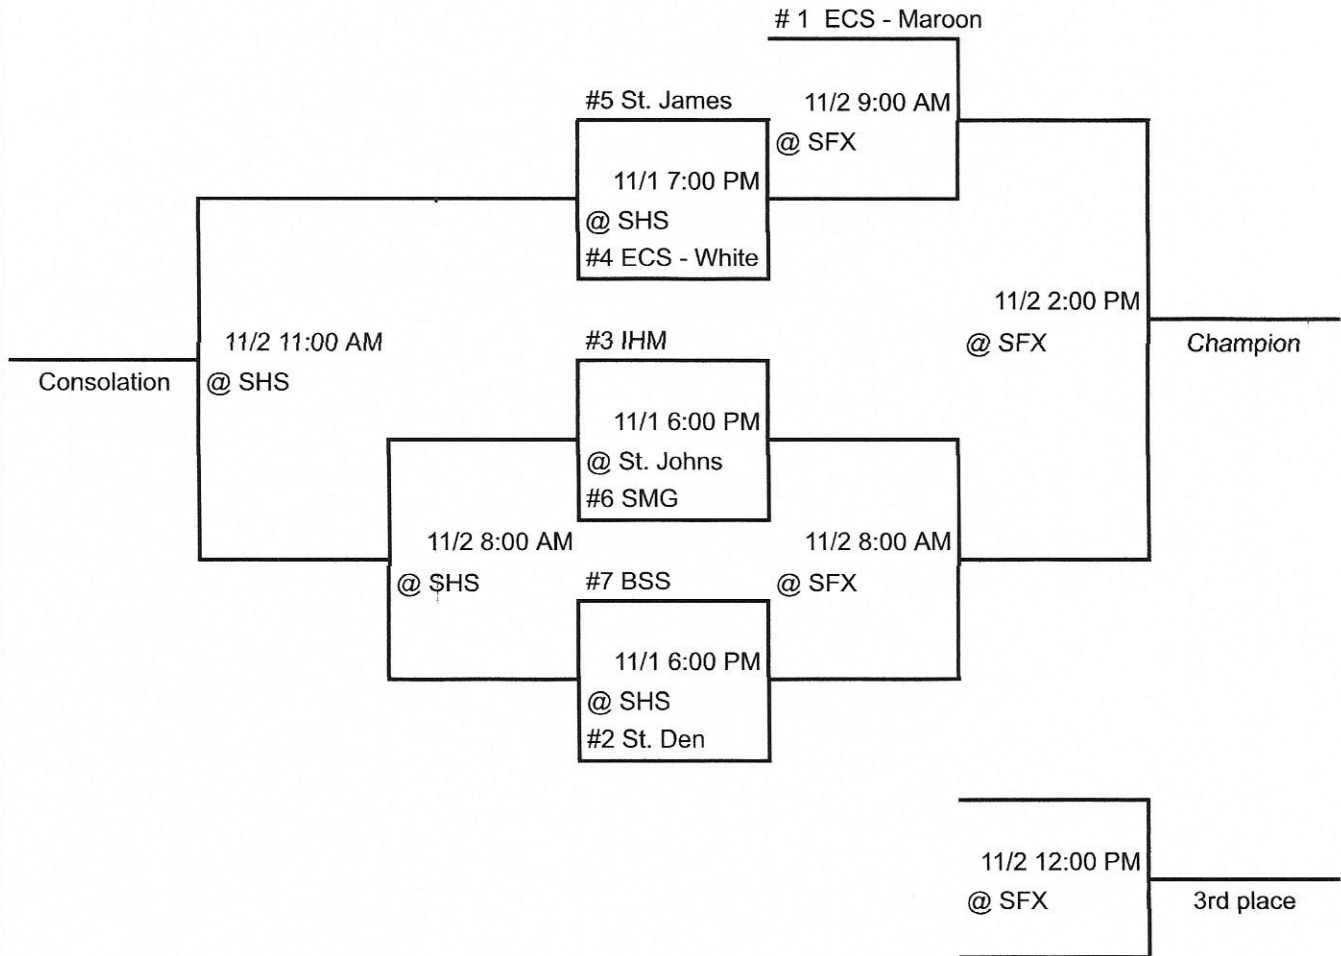 # 1 ECS - Maroon
#5 St. James
11/2 9:00 AM
@ SFX
11/1 7:00 PM
@ SHS
#4 ECS - White
11/2 2:00 PM
@ SFX
Champion
11/2 11:00 AM
@ SHS
Consolation
#3 IHM
11/1 6:00 PM
@ St. Johns
#6 SMG
11/2 8:00 AM
@ SHS
11/2 8:00 AM
@ SFX
#7 BSS
11/1 6:00 PM
@ SHS
#2 St. Den
11/2 12:00 PM
@ SFX
3rd place